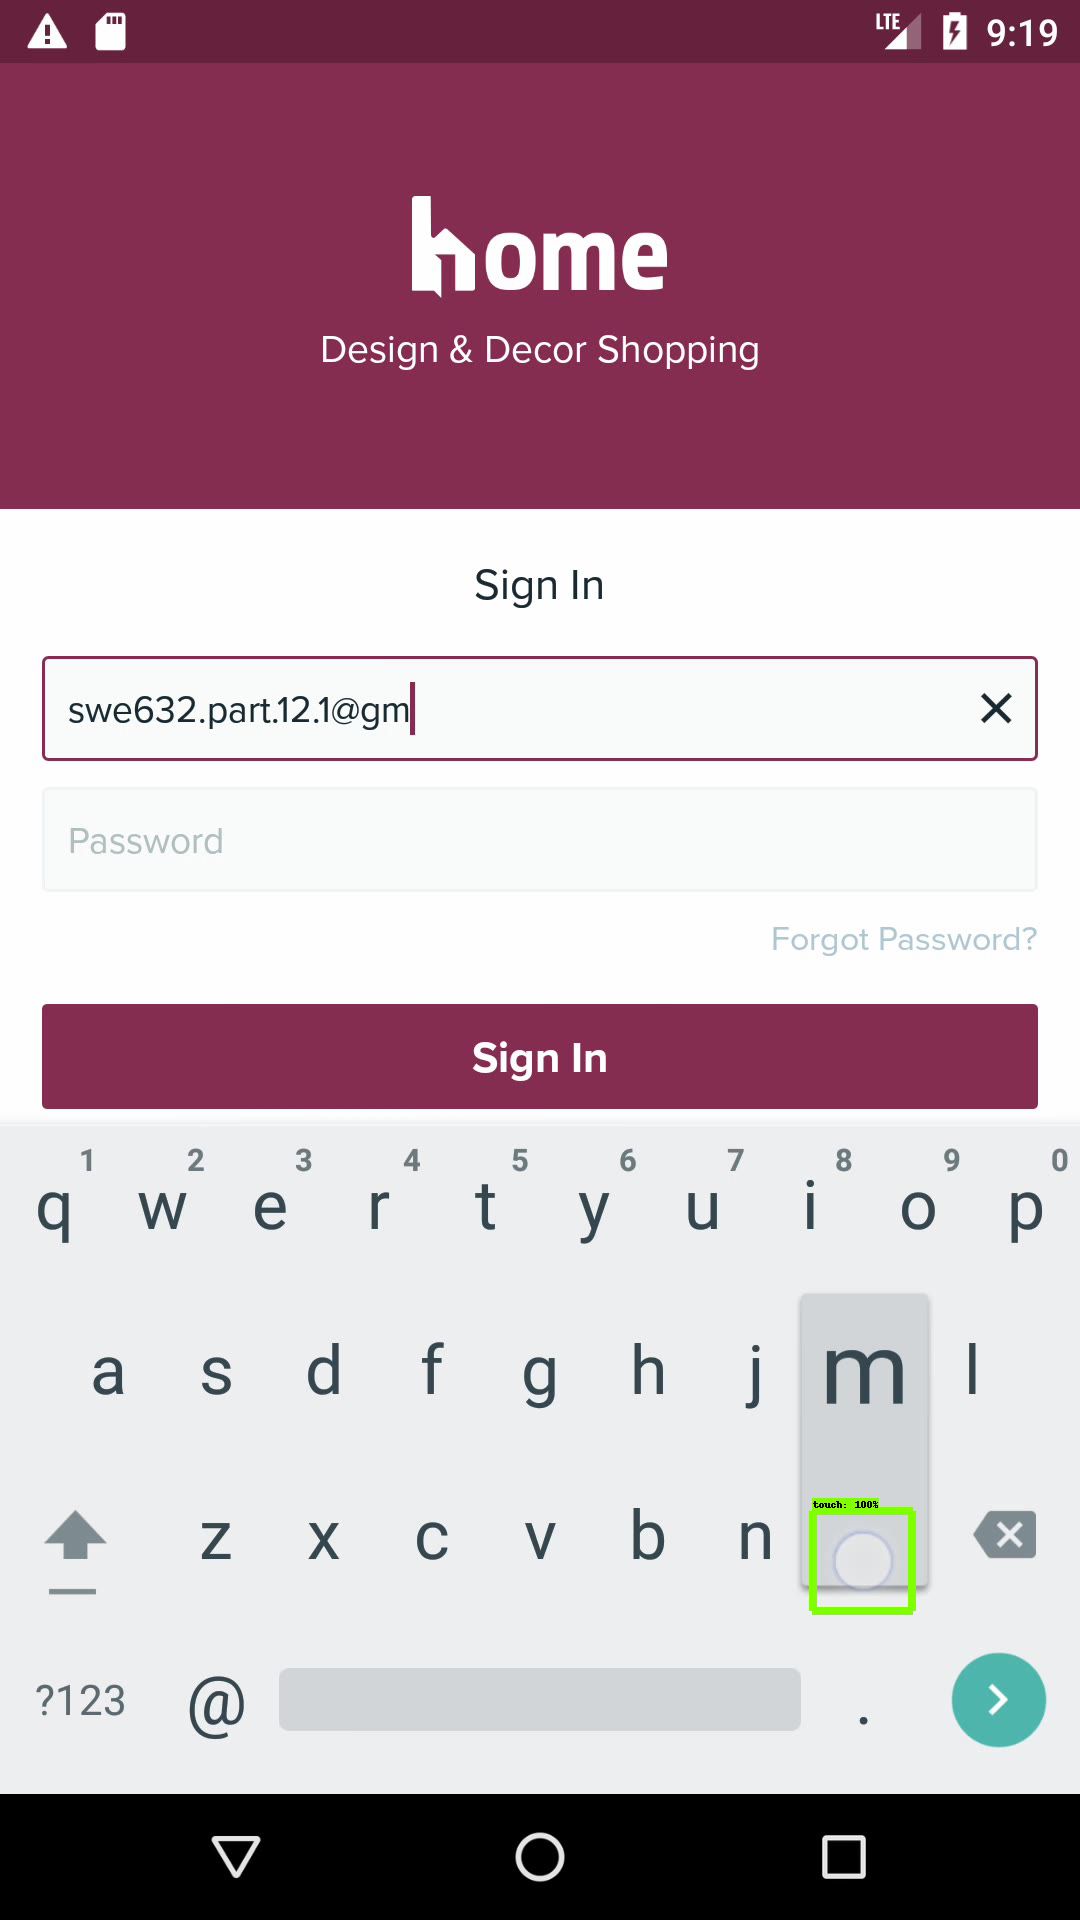 LTE 9:19
home
Design & Decor Shopping
Sign In
swe632.part.12.1@gm
Password
Forgot Password?
Sign In
1 2 3 4 5 6 7 8 9 0
q w e r t y u i o p
a s d f g h j m l
touch: 100%
z x c v b n
?123 @ .